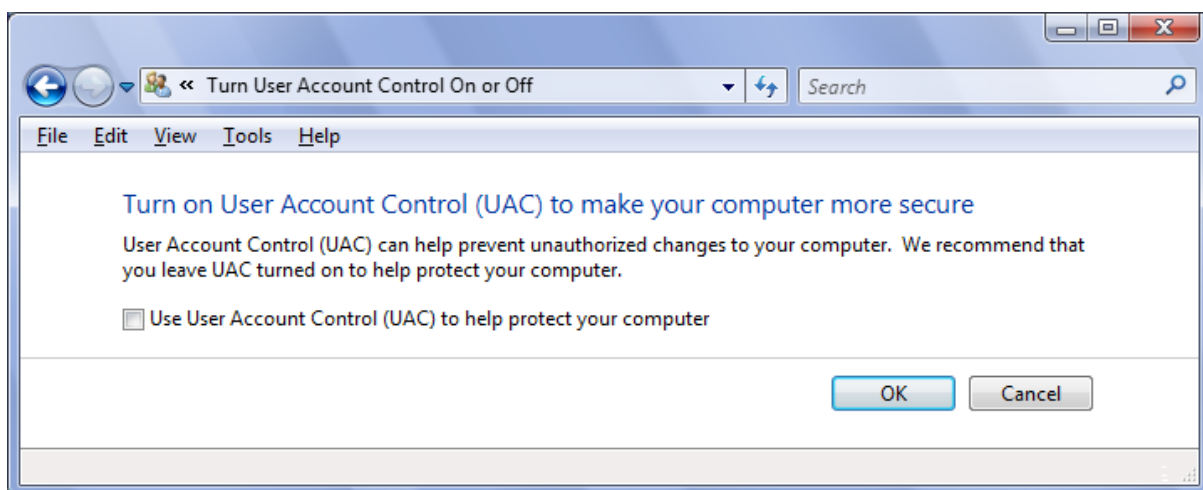 « Turn User Account Control On or Off
Search
File Edit View Tools Help
Turn on User Account Control (UAC) to make your computer more secure
User Account Control (UAC) can help prevent unauthorized changes to your computer.  We recommend that
you leave UAC turned on to help protect your computer.
Use User Account Control (UAC) to help protect your computer
OK Cancel